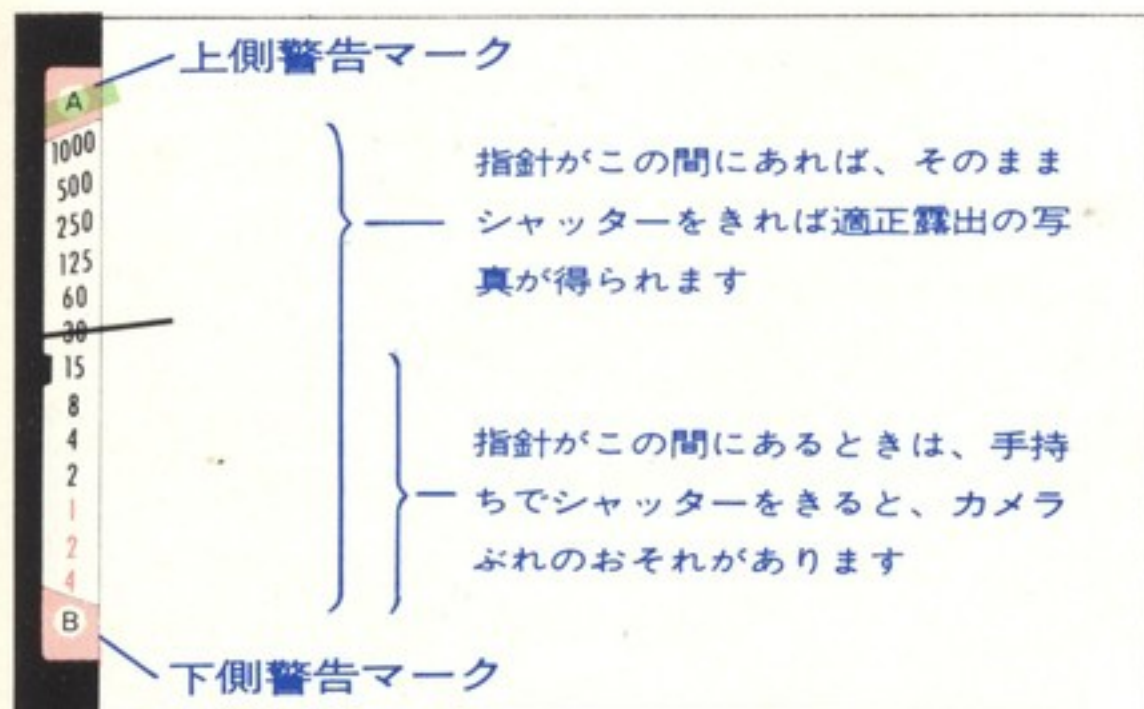 上側警告マーク
A
1000
500
250
125
60
30
15
8
4
2
1
2
4
B
指針がこの間にあれば、そのまま
シャッターをきれば適正露出の写
真が得られます
指針がこの間にあるときは、手持
ちでシャッターをきると、カメラ
ぶれのおそれがあります
下側警告マーク